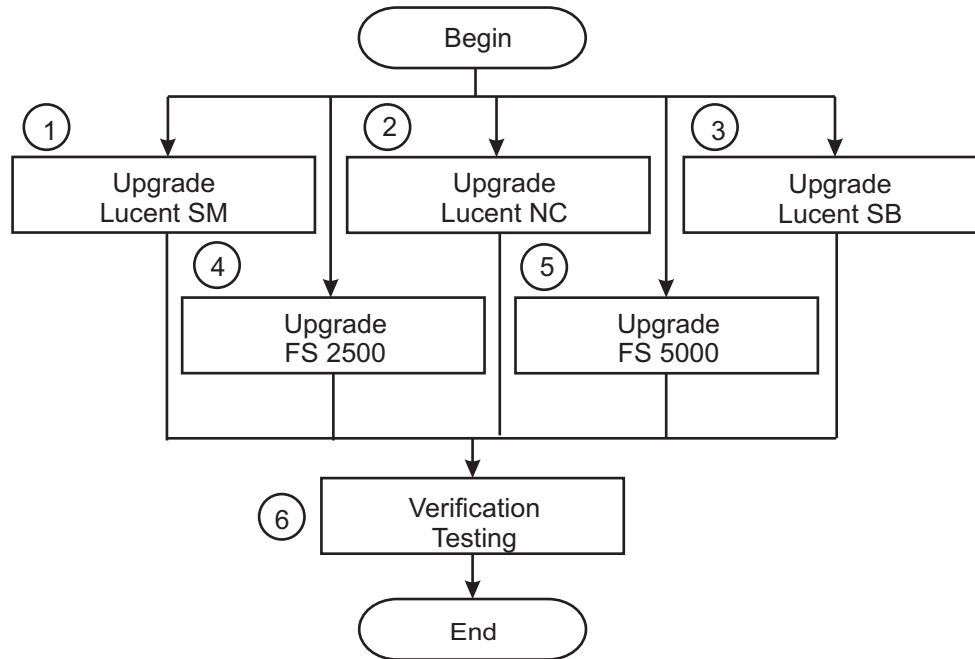 Begin
1
Upgrade
Lucent SM
2
Upgrade
Lucent NC
3
Upgrade
Lucent SB
4
Upgrade
FS 2500
5
Upgrade
FS 5000
6
Verification
Testing
End